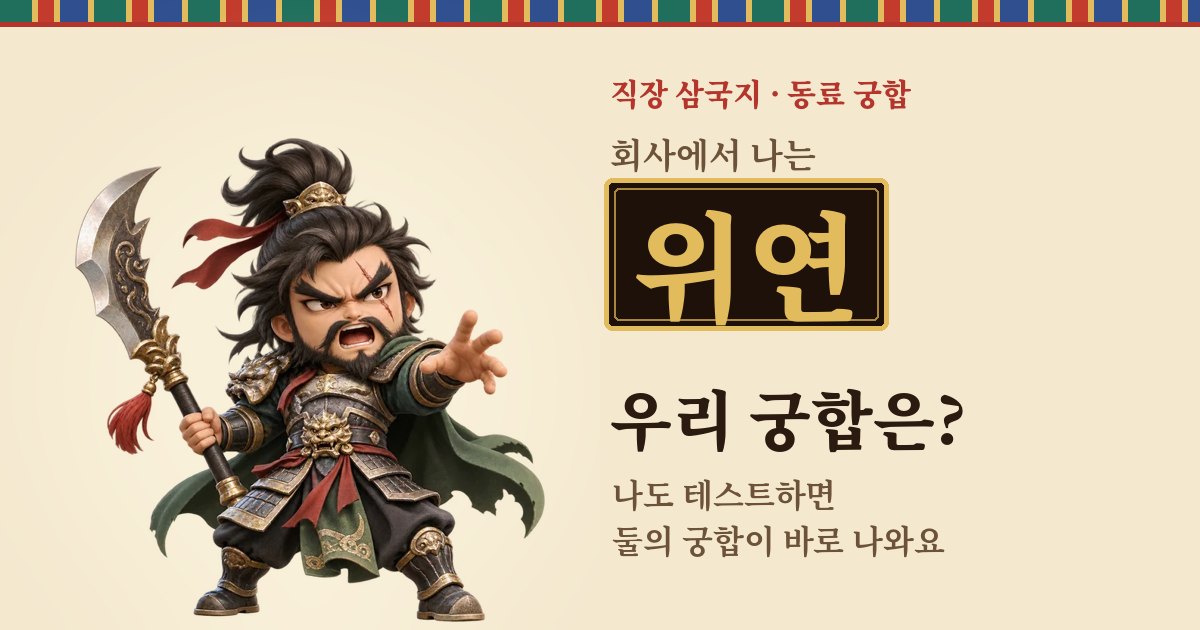 직장 삼국지 · 동료 궁합
회사에서 나는
위연
우리 궁합은?
나도 테스트하면
둘의 궁합이 바로 나와요